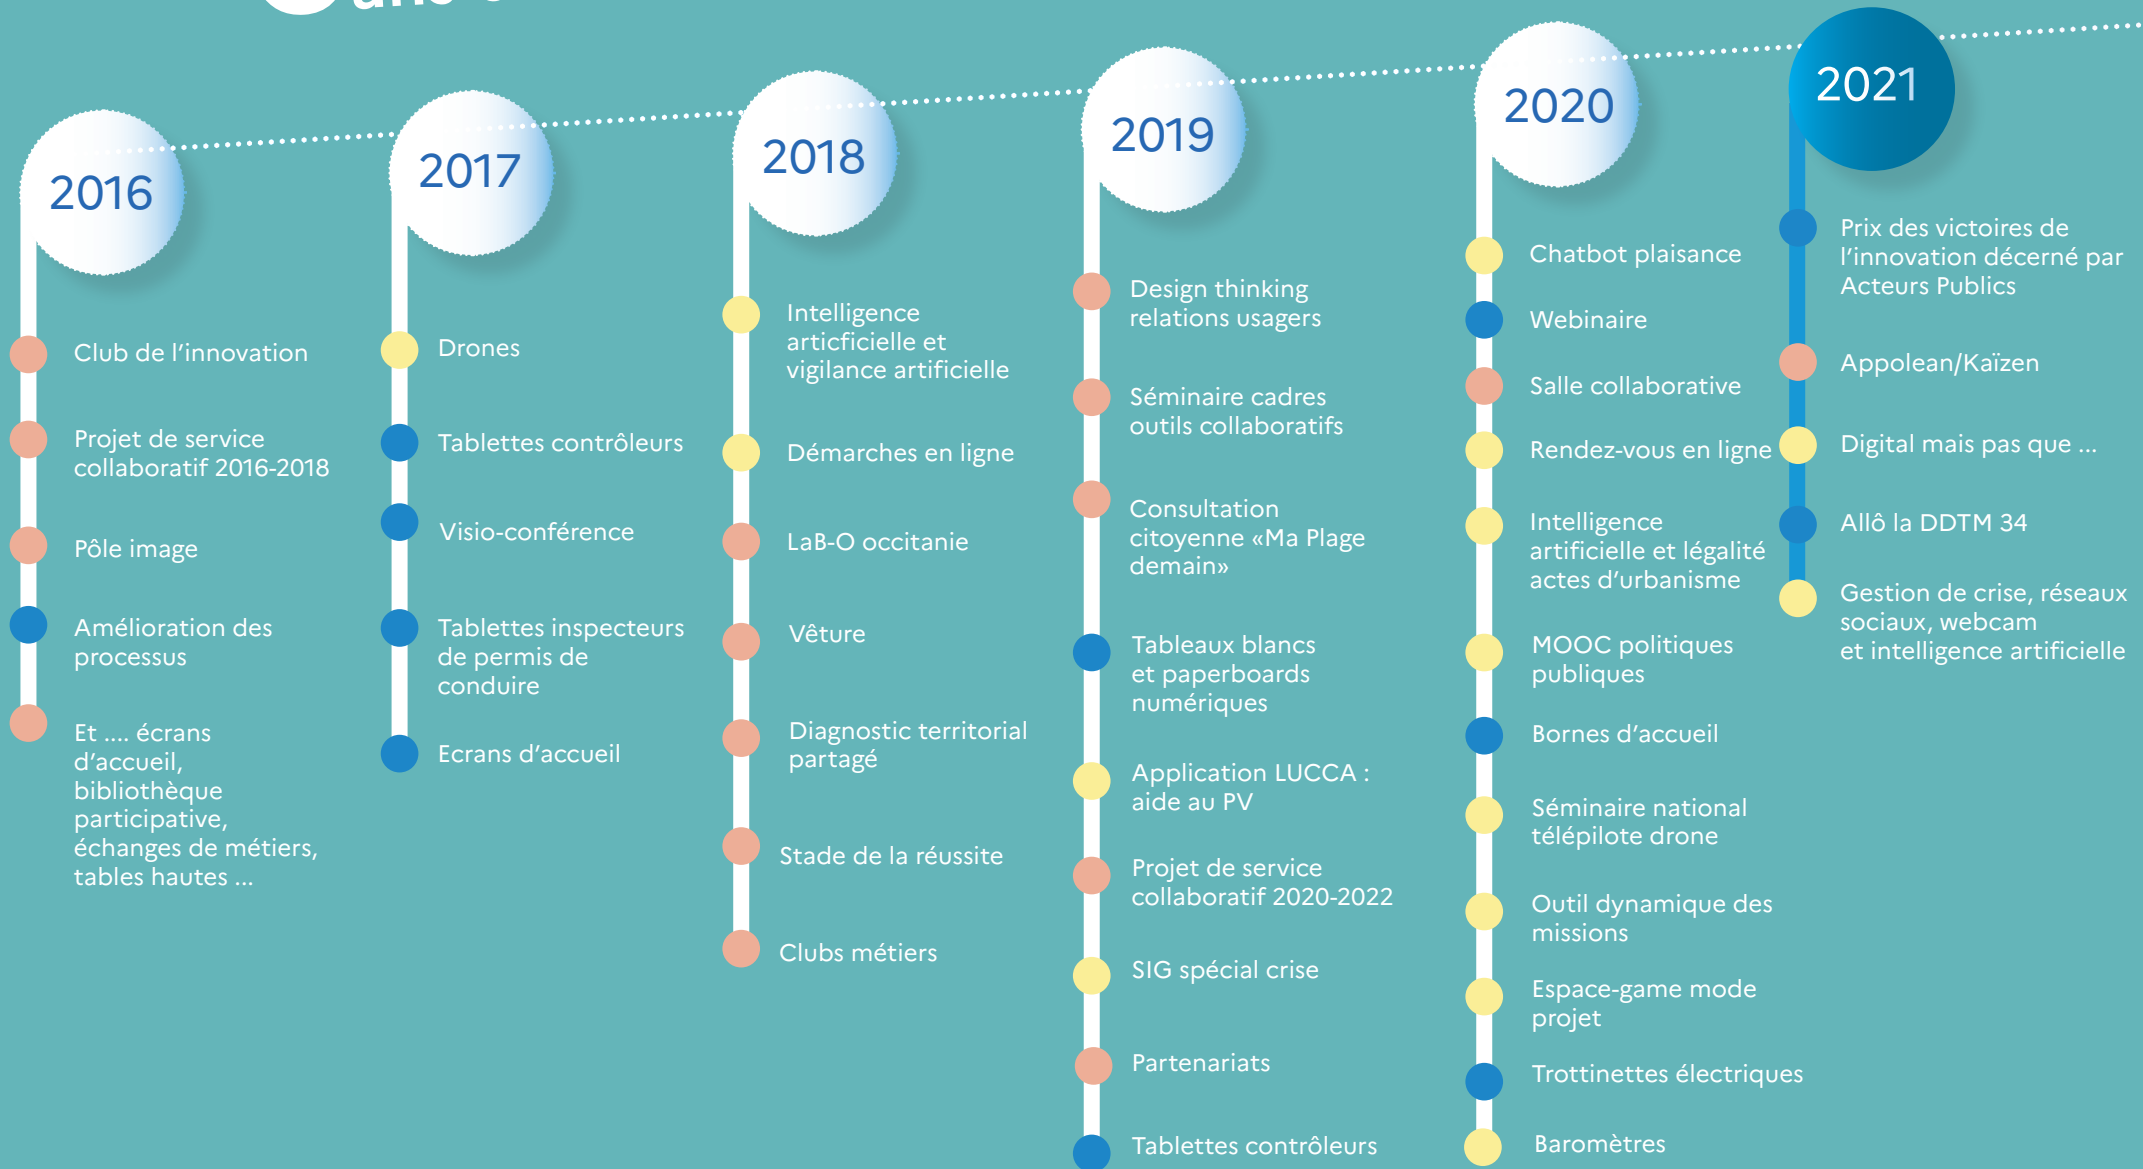 2016
Club de l'innovation
Projet de service
collaboratif 2016-2018
Pôle image
Amélioration des
processus
Et .... écrans
d'accueil,
bibliothèque
participative,
échanges de métiers,
tables hautes ...
2017
Drones
Tablettes contrôleurs
Visio-conférence
Tablettes inspecteurs
de permis de
conduire
Ecrans d'accueil
2018
Intelligence
articficielle et
vigilance artificielle
Démarches en ligne
LaB-O occitanie
Vêture
Diagnostic territorial
partagé
Stade de la réussite
Clubs métiers
2019
Design thinking
relations usagers
Séminaire cadres
outils collaboratifs
Consultation
citoyenne «Ma Plage
demain»
Tableaux blancs
et paperboards
numériques
Application LUCCA :
aide au PV
Projet de service
collaboratif 2020-2022
SIG spécial crise
Partenariats
Tablettes contrôleurs
2020
Chatbot plaisance
Webinaire
Salle collaborative
Rendez-vous en ligne
Intelligence
artificielle et légalité
actes d'urbanisme
MOOC politiques
publiques
Bornes d'accueil
Séminaire national
télépilote drone
Outil dynamique des
missions
Espace-game mode
projet
Trottinettes électriques
Baromètres
2021
Prix des victoires de
l'innovation décerné par
Acteurs Publics
Appolean/Kaïzen
Digital mais pas que ...
Allô la DDTM 34
Gestion de crise, réseaux
sociaux, webcam
et intelligence artificielle